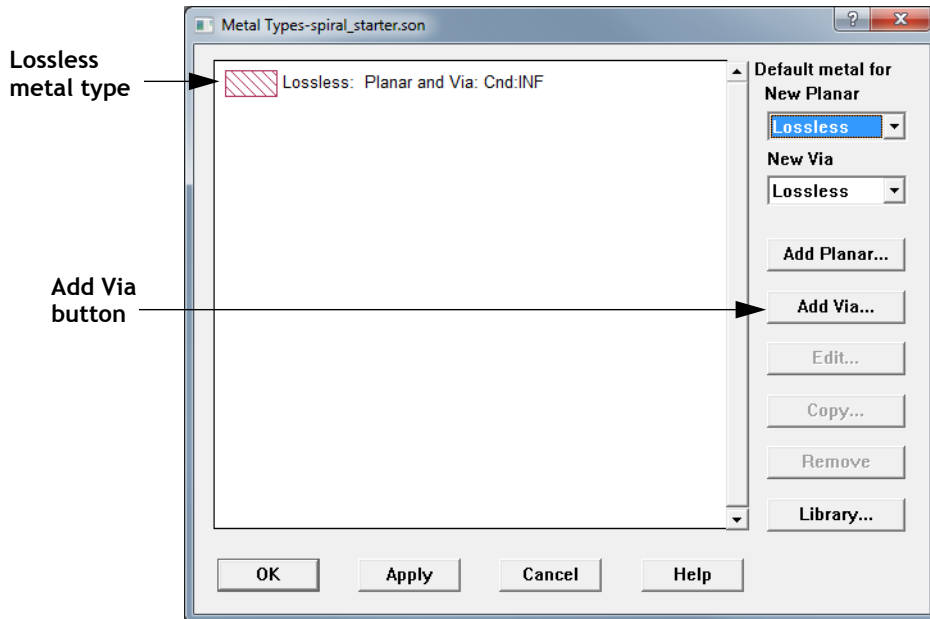 Metal Types-spiral_starter.son
?
X
Lossless
metal type
Lossless: Planar and Via: Cnd:INF
Default metal for
New Planar
Lossless
New Via
Lossless
Add Planar...
Add Via
button
Add Via...
Edit...
Copy...
Remove
Library...
OK
Apply
Cancel
Help